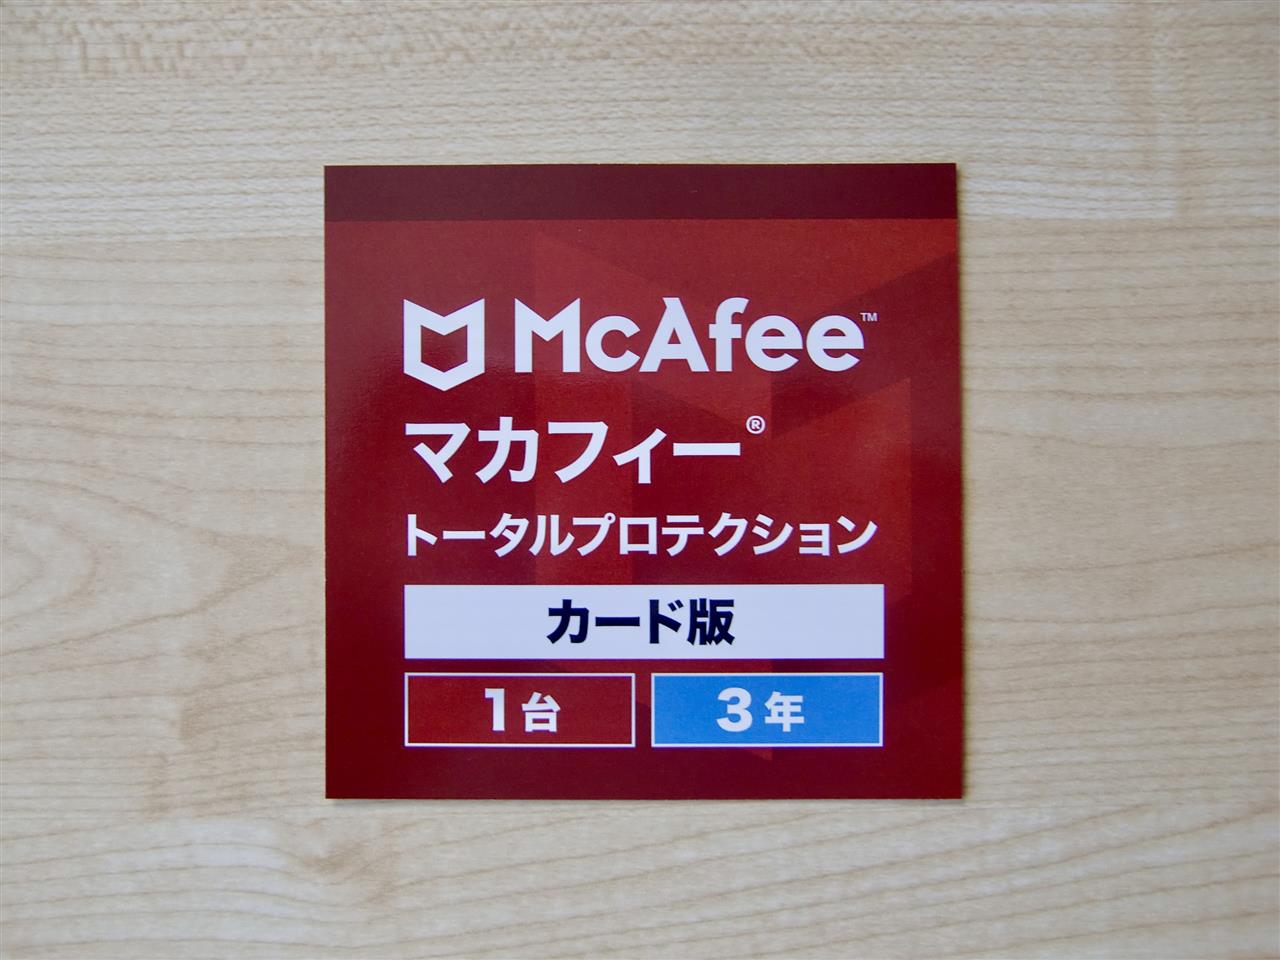 McAfee™
マカフィー®
トータルプロテクション
カード版
1台 3年